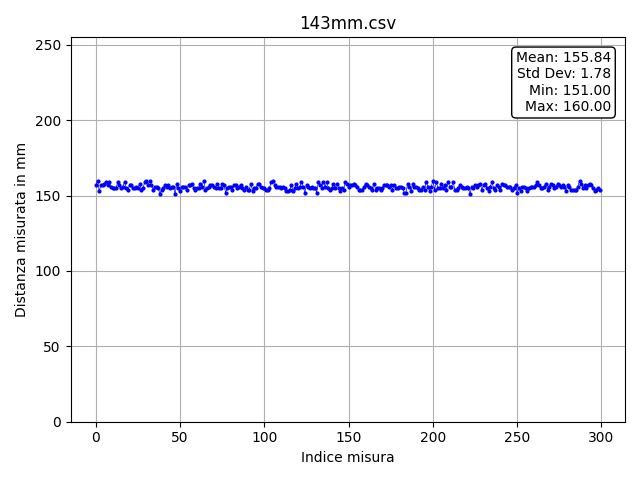 143mm.csv
Mean: 155.84
Std Dev: 1.78
Min: 151.00
Max: 160.00
Distanza misurata in mm
250
200
150
100
50
0
0 50 100 150 200 250 300
Indice misura